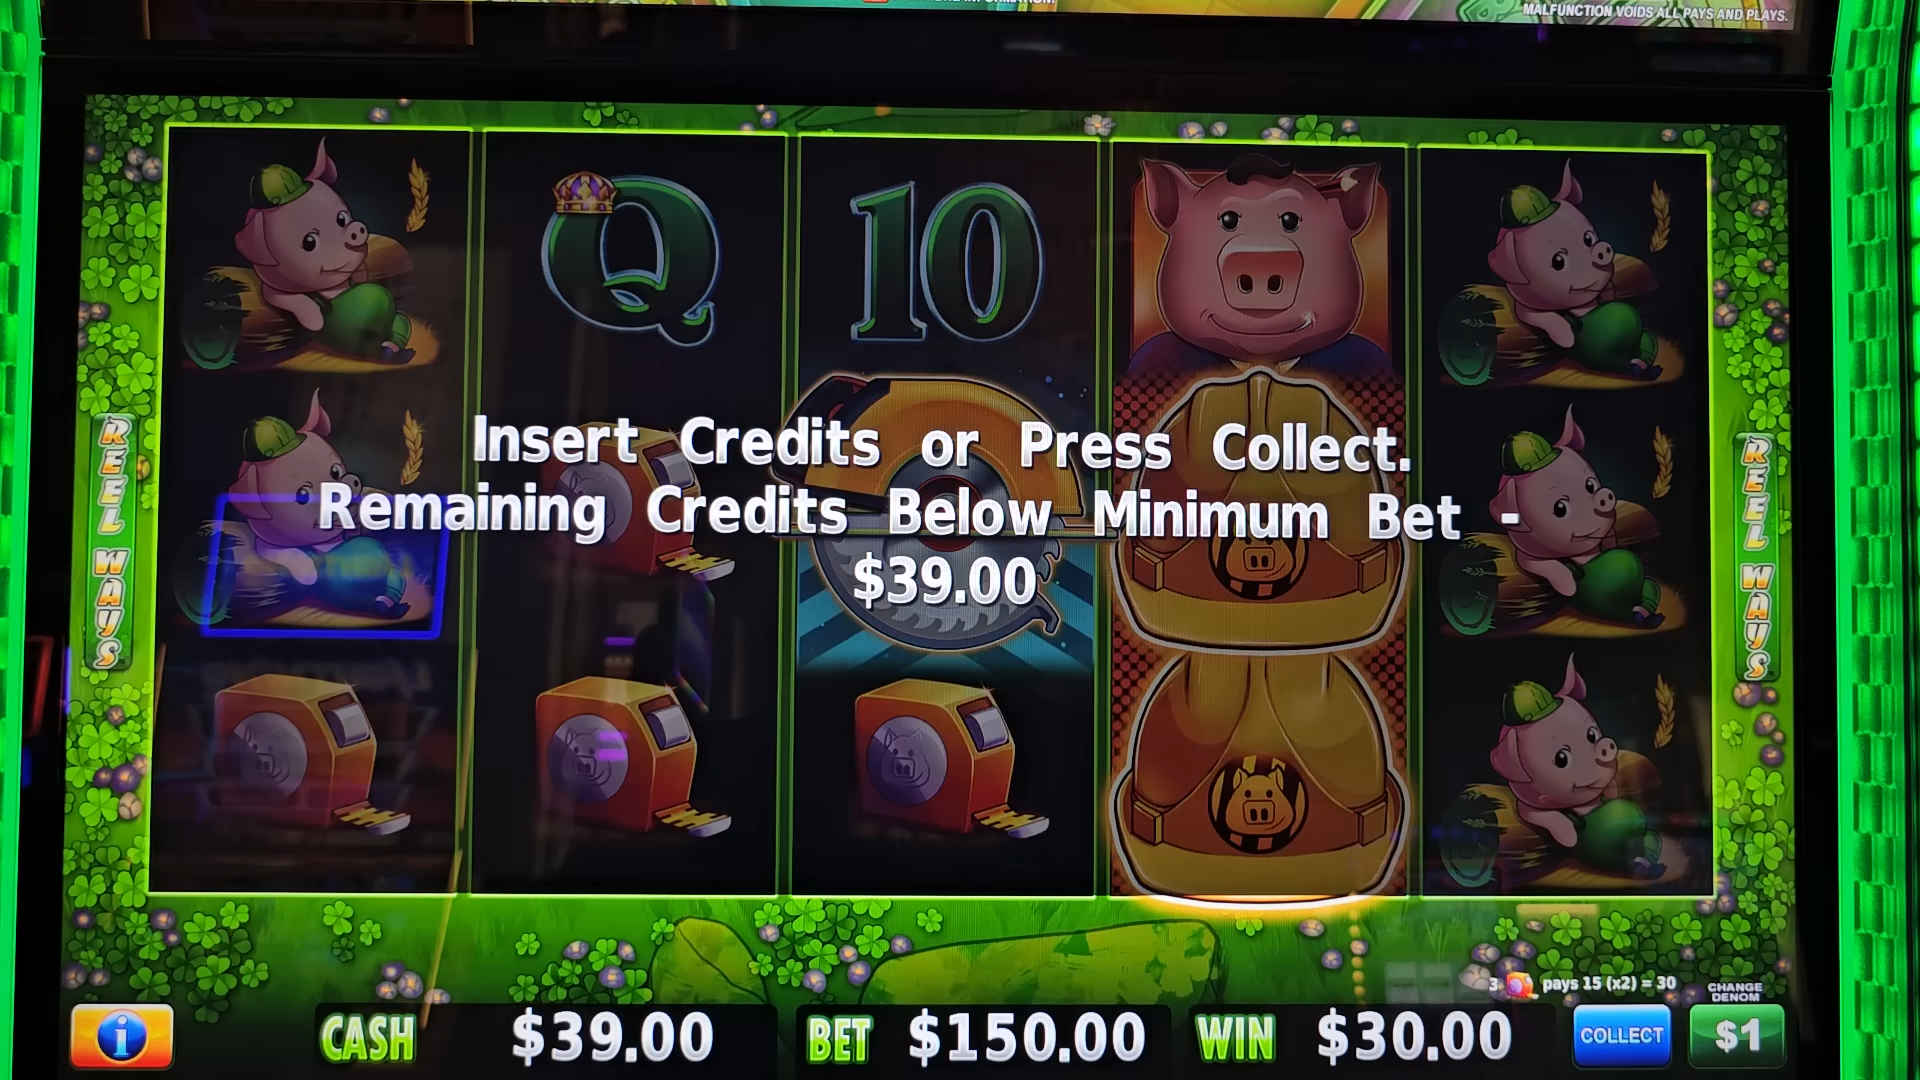 MALFUNCTION VOIDS ALL PAYS AND PLAYS.
Q
10
Insert Credits or Press Collect.
Remaining Credits Below Minimum Bet -
$39.00
REEL WAYS
REEL WAYS
3 pays 15 (x2) = 30
CHANGE
DENOM
i
CASH $39.00 BET $150.00 WIN $30.00 COLLECT $1